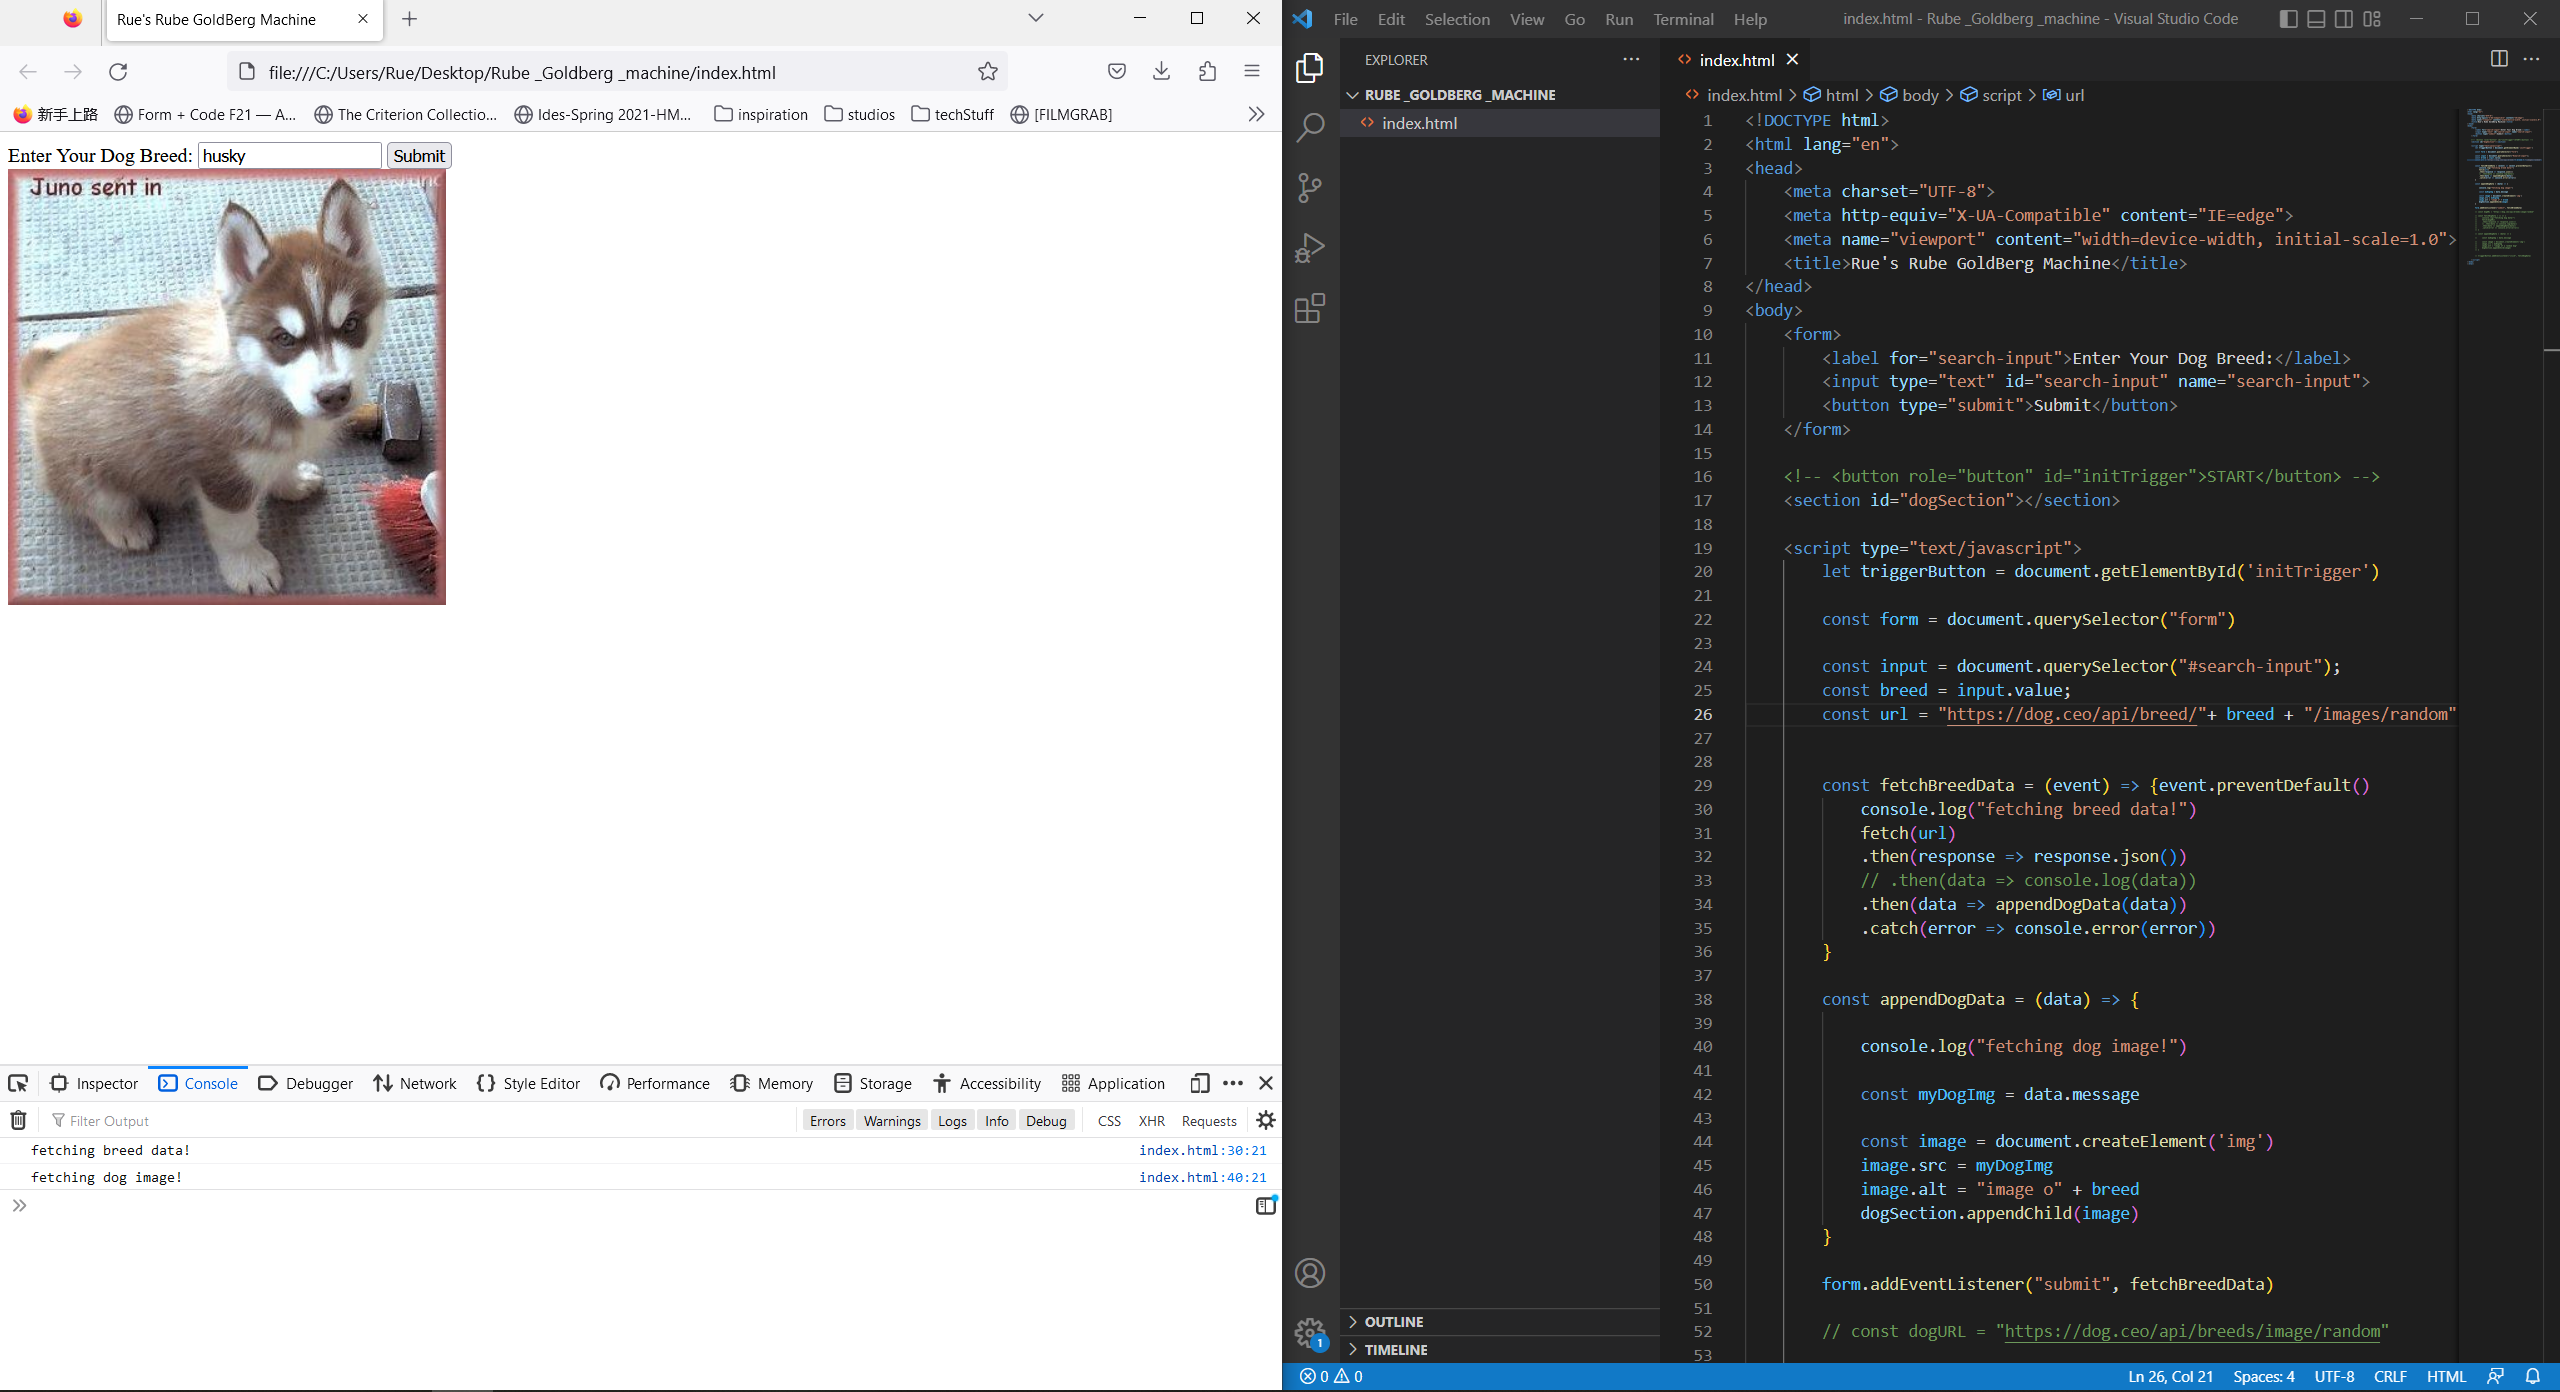 Rue's Rube GoldBerg Machine
file:///C:/Users/Rue/Desktop/Rube _Goldberg _machine/index.html
新手上路 Form + Code F21 — A... The Criterion Collectio... Ides-Spring 2021-HM... inspiration studios techStuff [FILMGRAB]
Enter Your Dog Breed: husky Submit
Juno sent in
Inspector Console Debugger Network Style Editor Performance Memory Storage Accessibility Application
Filter Output Errors Warnings Logs Info Debug CSS XHR Requests
fetching breed data! index.html:30:21
fetching dog image! index.html:40:21
File Edit Selection View Go Run Terminal Help index.html - Rube _Goldberg _machine - Visual Studio Code
EXPLORER
RUBE _GOLDBERG _MACHINE
index.html
OUTLINE
TIMELINE
index.html
index.html > html > body > script > url
1 <!DOCTYPE html>
2 <html lang="en">
3 <head>
4 <meta charset="UTF-8">
5 <meta http-equiv="X-UA-Compatible" content="IE=edge">
6 <meta name="viewport" content="width=device-width, initial-scale=1.0">
7 <title>Rue's Rube GoldBerg Machine</title>
8 </head>
9 <body>
10 <form>
11 <label for="search-input">Enter Your Dog Breed:</label>
12 <input type="text" id="search-input" name="search-input">
13 <button type="submit">Submit</button>
14 </form>
15
16 <!-- <button role="button" id="initTrigger">START</button> -->
17 <section id="dogSection"></section>
18
19 <script type="text/javascript">
20 let triggerButton = document.getElementById('initTrigger')
21
22 const form = document.querySelector("form")
23
24 const input = document.querySelector("#search-input");
25 const breed = input.value;
26 const url = "https://dog.ceo/api/breed/"+ breed + "/images/random"
27
28
29 const fetchBreedData = (event) => {event.preventDefault()
30 console.log("fetching breed data!")
31 fetch(url)
32 .then(response => response.json())
33 // .then(data => console.log(data))
34 .then(data => appendDogData(data))
35 .catch(error => console.error(error))
36 }
37
38 const appendDogData = (data) => {
39
40 console.log("fetching dog image!")
41
42 const myDogImg = data.message
43
44 const image = document.createElement('img')
45 image.src = myDogImg
46 image.alt = "image o" + breed
47 dogSection.appendChild(image)
48 }
49
50 form.addEventListener("submit", fetchBreedData)
51
52 // const dogURL = "https://dog.ceo/api/breeds/image/random"
53
1
0 0 Ln 26, Col 21 Spaces: 4 UTF-8 CRLF HTML